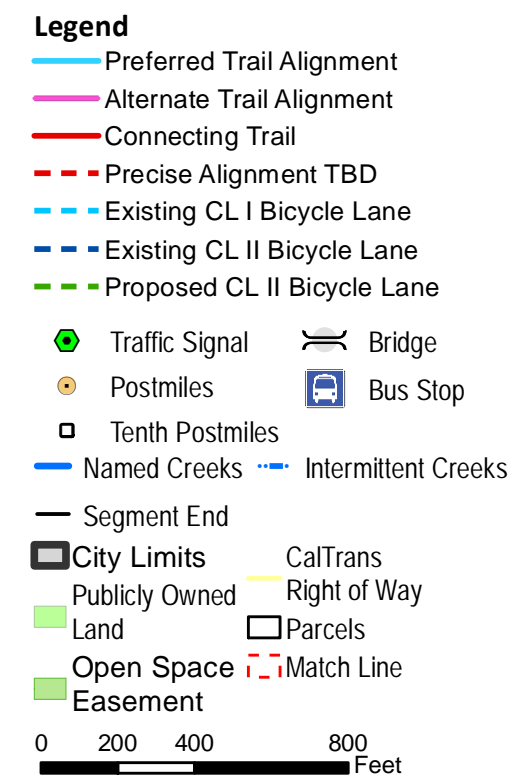 Legend
Preferred Trail Alignment
Alternate Trail Alignment
Connecting Trail
Precise Alignment TBD
Existing CL I Bicycle Lane
Existing CL II Bicycle Lane
Proposed CL II Bicycle Lane
Traffic Signal Bridge
Postmiles Bus Stop
Tenth Postmiles
Named Creeks Intermittent Creeks
Segment End
City Limits
CalTrans
Right of Way
Publicly Owned
Land
Parcels
Open Space
Easement
Match Line
0 200 400 800
Feet